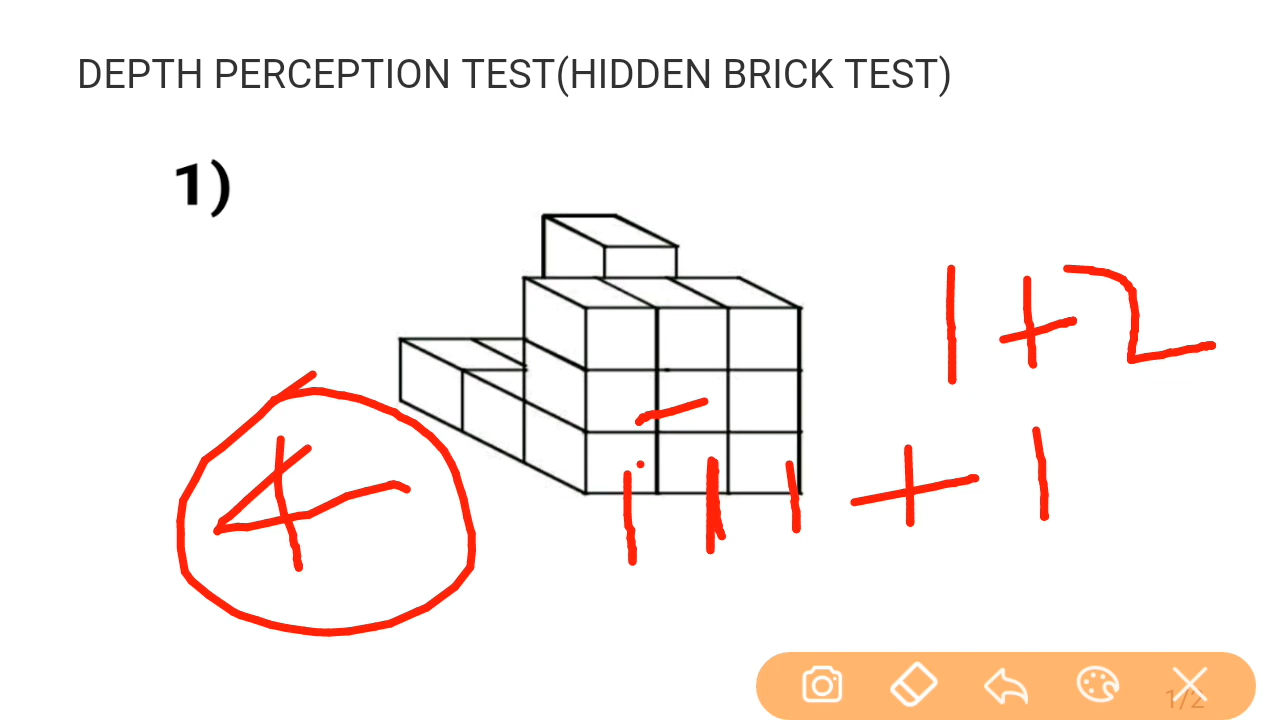 DEPTH PERCEPTION TEST(HIDDEN BRICK TEST)
1)
1+2
4
111 + 1
1/2